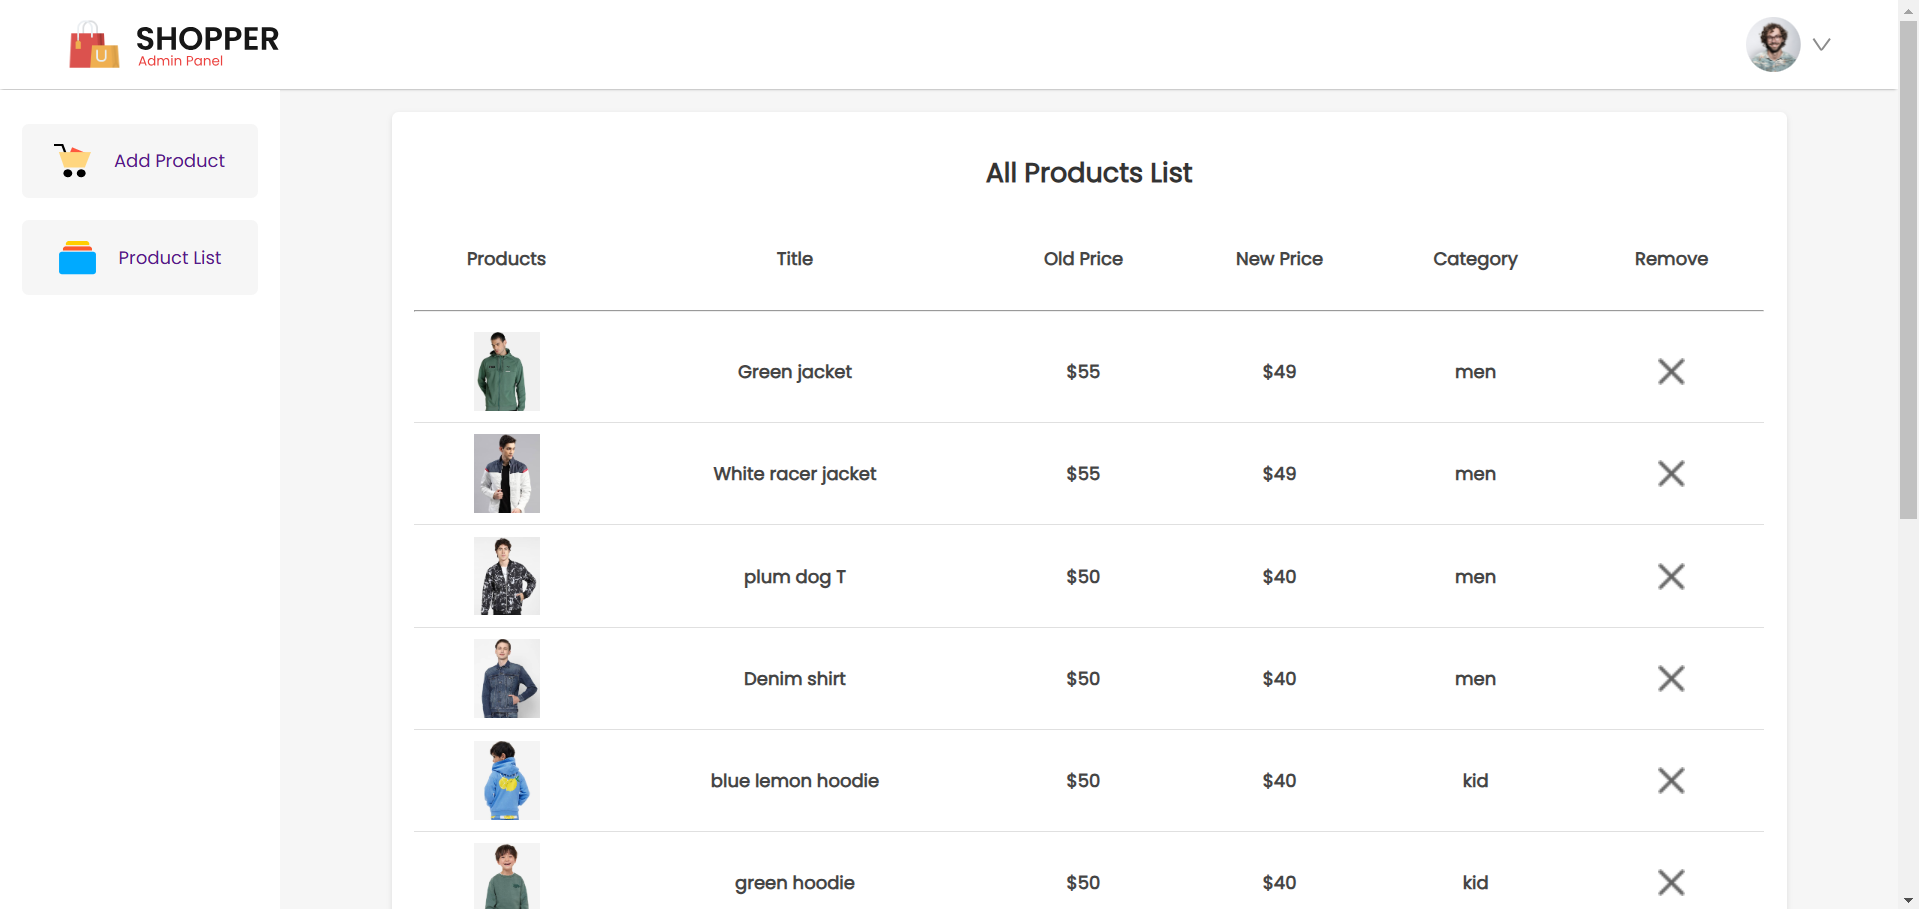 SHOPPER
Admin Panel
U
Add Product
Product List
All Products List
Products Title Old Price New Price Category Remove
Green jacket $55 $49 men
White racer jacket $55 $49 men
plum dog T $50 $40 men
Denim shirt $50 $40 men
blue lemon hoodie $50 $40 kid
green hoodie $50 $40 kid